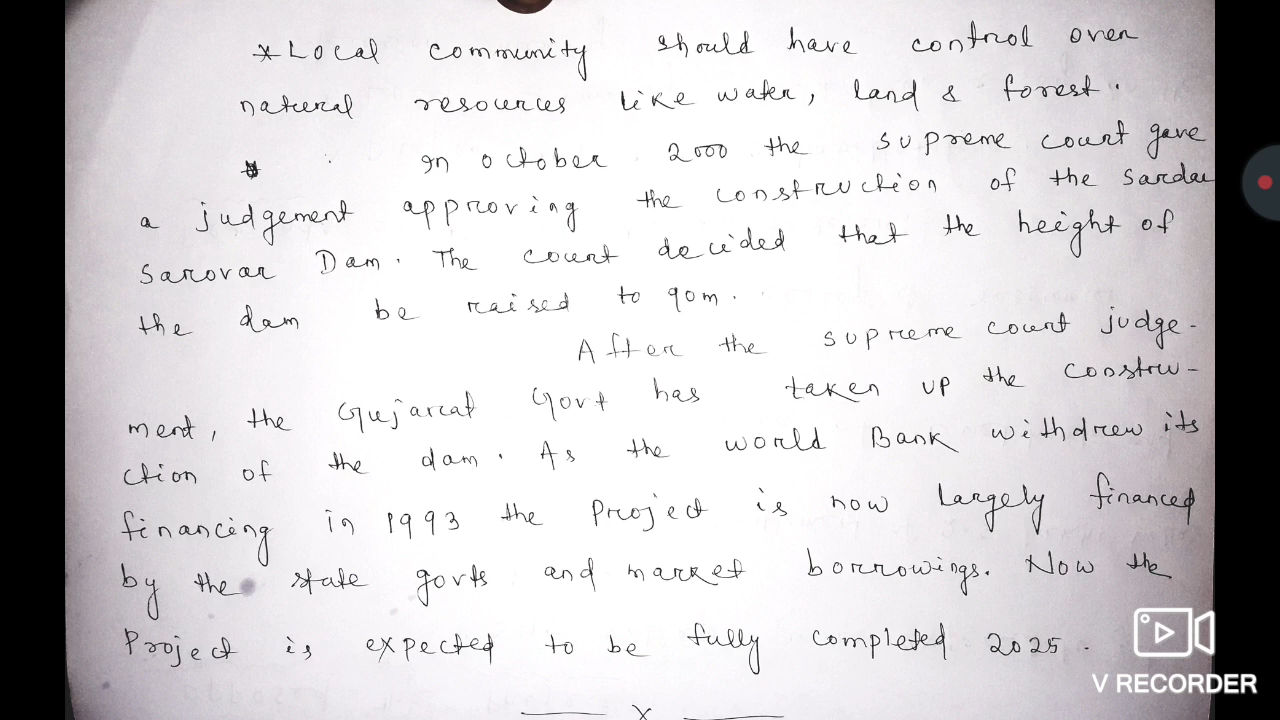 * Local community should have control over
natural resources like water, land & forest.
In october 2000 the supreme court gave
a judgement approving the construction of the Sardar
Sarovar Dam. The court decided that the height of
the dam be raised to 90m.
After the supreme court judge-
ment, the Gujarat Govt has taken up the constru-
ction of the dam. As the world Bank withdrew its
financing in 1993 the project is now largely financed
by the state govts and market borrowings. Now the
Project is expected to be fully completed 2025.
x
V RECORDER